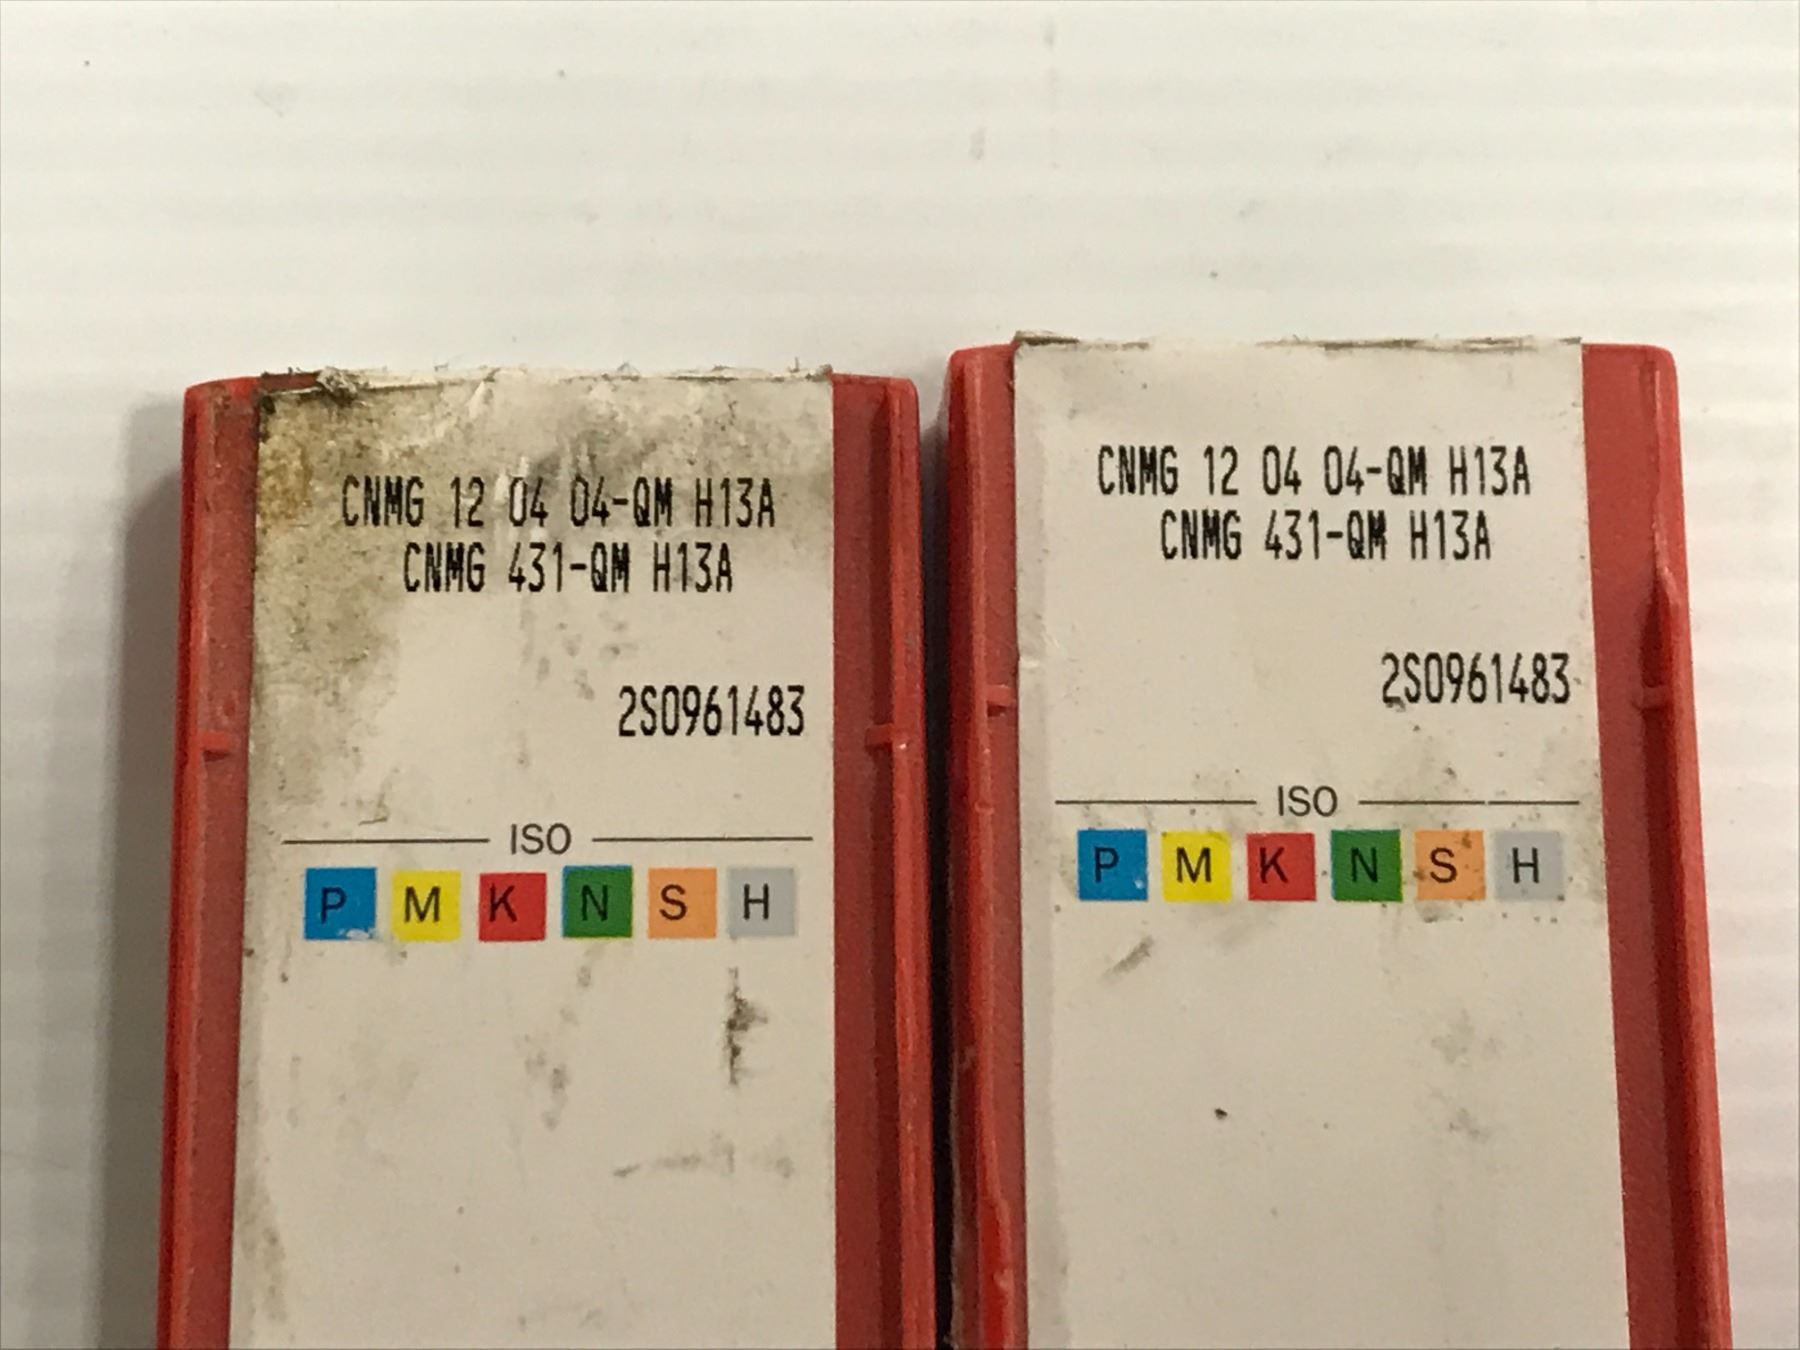 CNMG 12 04 04-QM H13A
CNMG 431-QM H13A
2S0961483
ISO
P M K N S H
CNMG 12 04 04-QM H13A
CNMG 431-QM H13A
2S0961483
ISO
P M K N S H